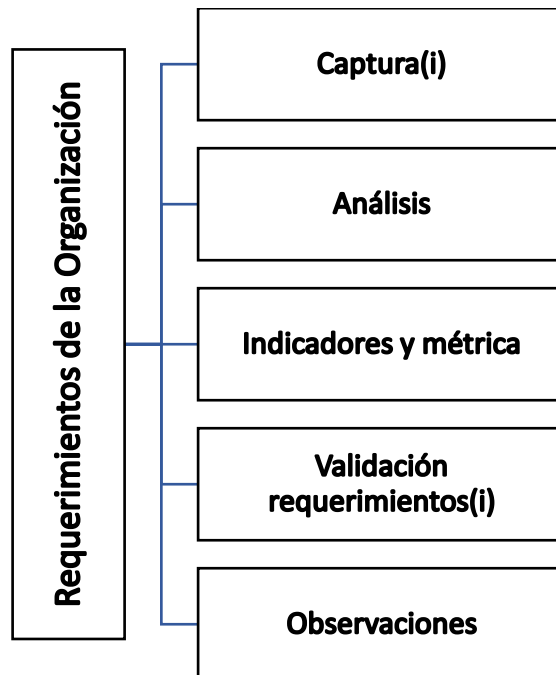 Requerimientos de la Organización
Captura(i)
Análisis
Indicadores y métrica
Validación
requerimientos(i)
Observaciones